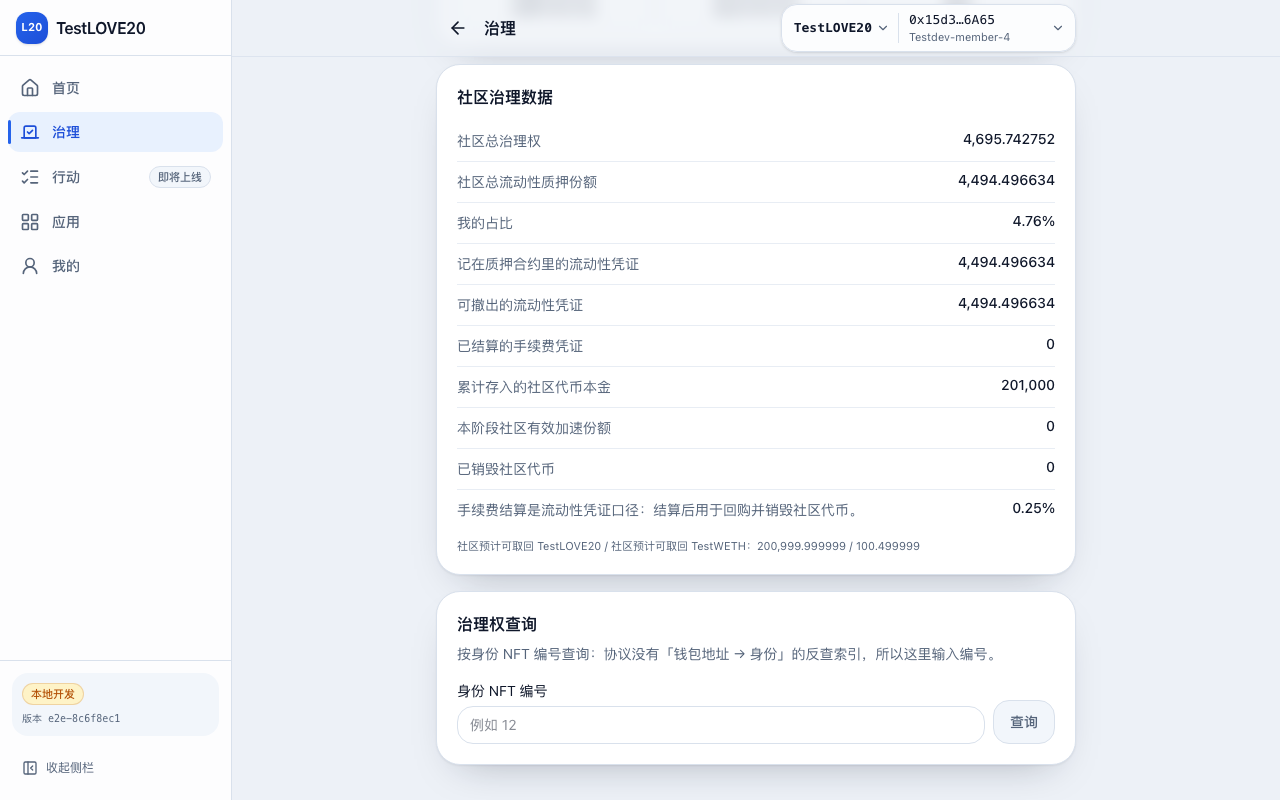 L20 TestLOVE20
首页
治理
行动 即将上线
应用
我的
本地开发
版本 e2e-8c6f8ec1
收起侧栏
治理
TestLOVE20
0x15d3…6A65
Testdev-member-4
社区治理数据
社区总治理权 4,695.742752
社区总流动性质押份额 4,494.496634
我的占比 4.76%
记在质押合约里的流动性凭证 4,494.496634
可撤出的流动性凭证 4,494.496634
已结算的手续费凭证 0
累计存入的社区代币本金 201,000
本阶段社区有效加速份额 0
已销毁社区代币 0
手续费结算是流动性凭证口径：结算后用于回购并销毁社区代币。 0.25%
社区预计可取回 TestLOVE20 / 社区预计可取回 TestWETH：200,999.999999 / 100.499999
治理权查询
按身份 NFT 编号查询：协议没有「钱包地址 → 身份」的反查索引，所以这里输入编号。
身份 NFT 编号
例如 12
查询